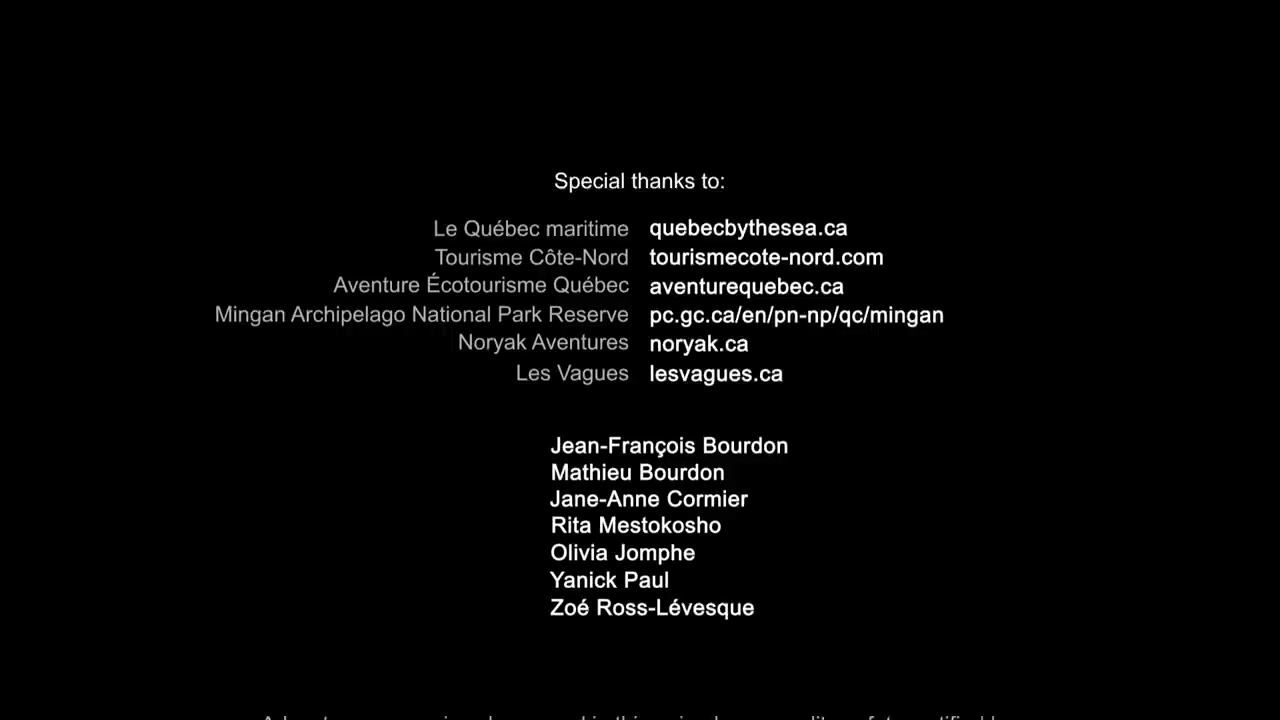 Special thanks to:
Le Québec maritime quebecbythesea.ca
Tourisme Côte-Nord tourismecote-nord.com
Aventure Écotourisme Québec aventurequebec.ca
Mingan Archipelago National Park Reserve pc.gc.ca/en/pn-np/qc/mingan
Noryak Aventures noryak.ca
Les Vagues lesvagues.ca
Jean-François Bourdon
Mathieu Bourdon
Jane-Anne Cormier
Rita Mestokosho
Olivia Jomphe
Yanick Paul
Zoé Ross-Lévesque